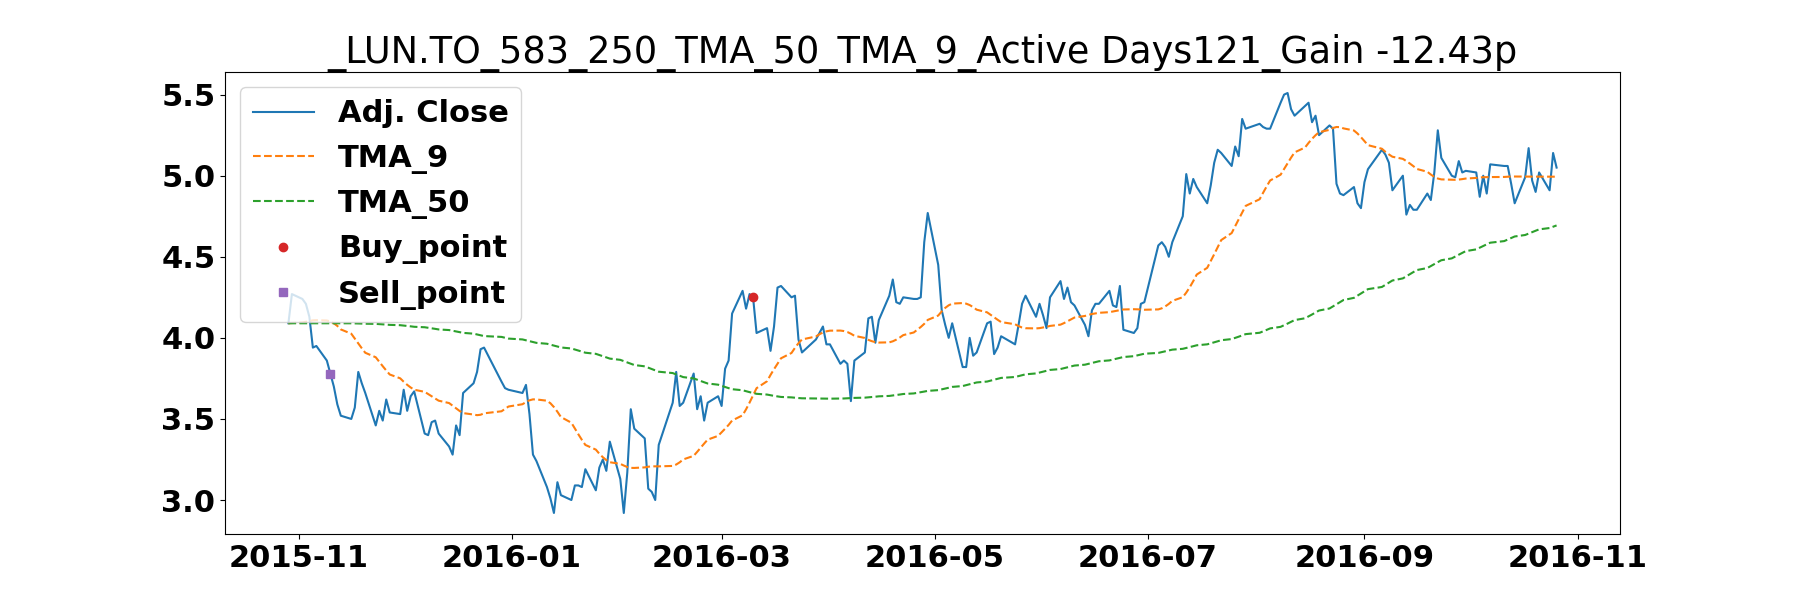 _LUN.TO_583_250_TMA_50_TMA_9_Active Days121_Gain -12.43p
5.5
5.0
4.5
4.0
3.5
3.0
Adj. Close
TMA_9
TMA_50
Buy_point
Sell_point
2015-11 2016-01 2016-03 2016-05 2016-07 2016-09 2016-11